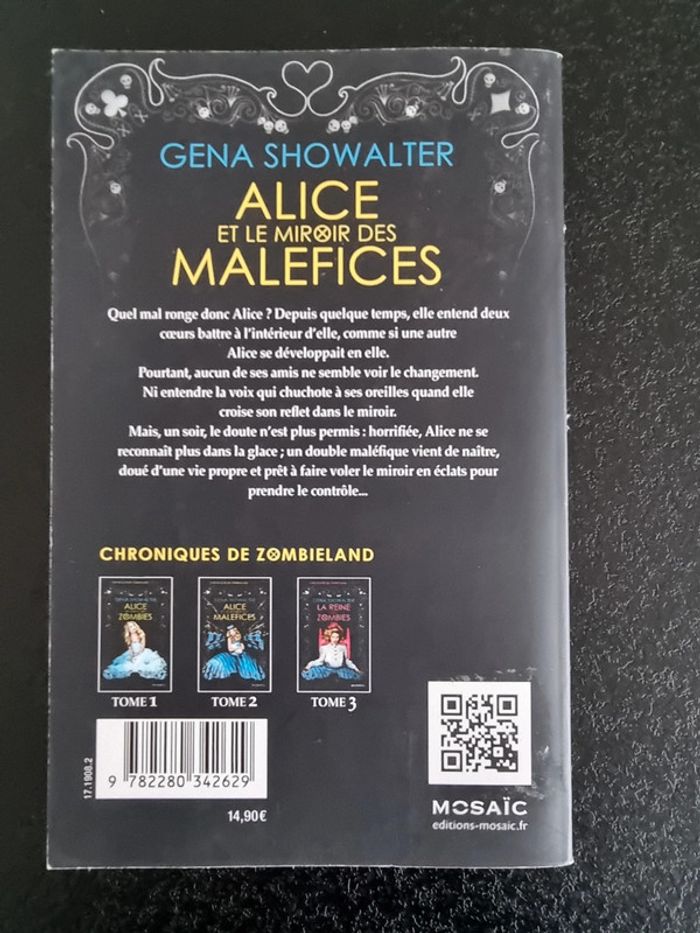 GENA SHOWALTER
ALICE
ET LE MIROIR DES
MALEFICES
Quel mal ronge donc Alice ? Depuis quelque temps, elle entend deux
cœurs battre à l'intérieur d'elle, comme si une autre
Alice se développait en elle.
Pourtant, aucun de ses amis ne semble voir le changement.
Ni entendre la voix qui chuchote à ses oreilles quand elle
croise son reflet dans le miroir.
Mais, un soir, le doute n'est plus permis : horrifiée, Alice ne se
reconnaît plus dans la glace ; un double maléfique vient de naître,
doué d'une vie propre et prêt à faire voler le miroir en éclats pour
prendre le contrôle...
CHRONIQUES DE ZOMBIELAND
GENA SHOWALTER
ALICE
ZOMBIES
GENA SHOWALTER
ALICE
MALEFICES
GENA SHOWALTER
LA REINE
ZOMBIES
TOME 1
TOME 2
TOME 3
17.1908.2
9 782280 342629
14,90€
MOSAÏC
editions-mosaic.fr